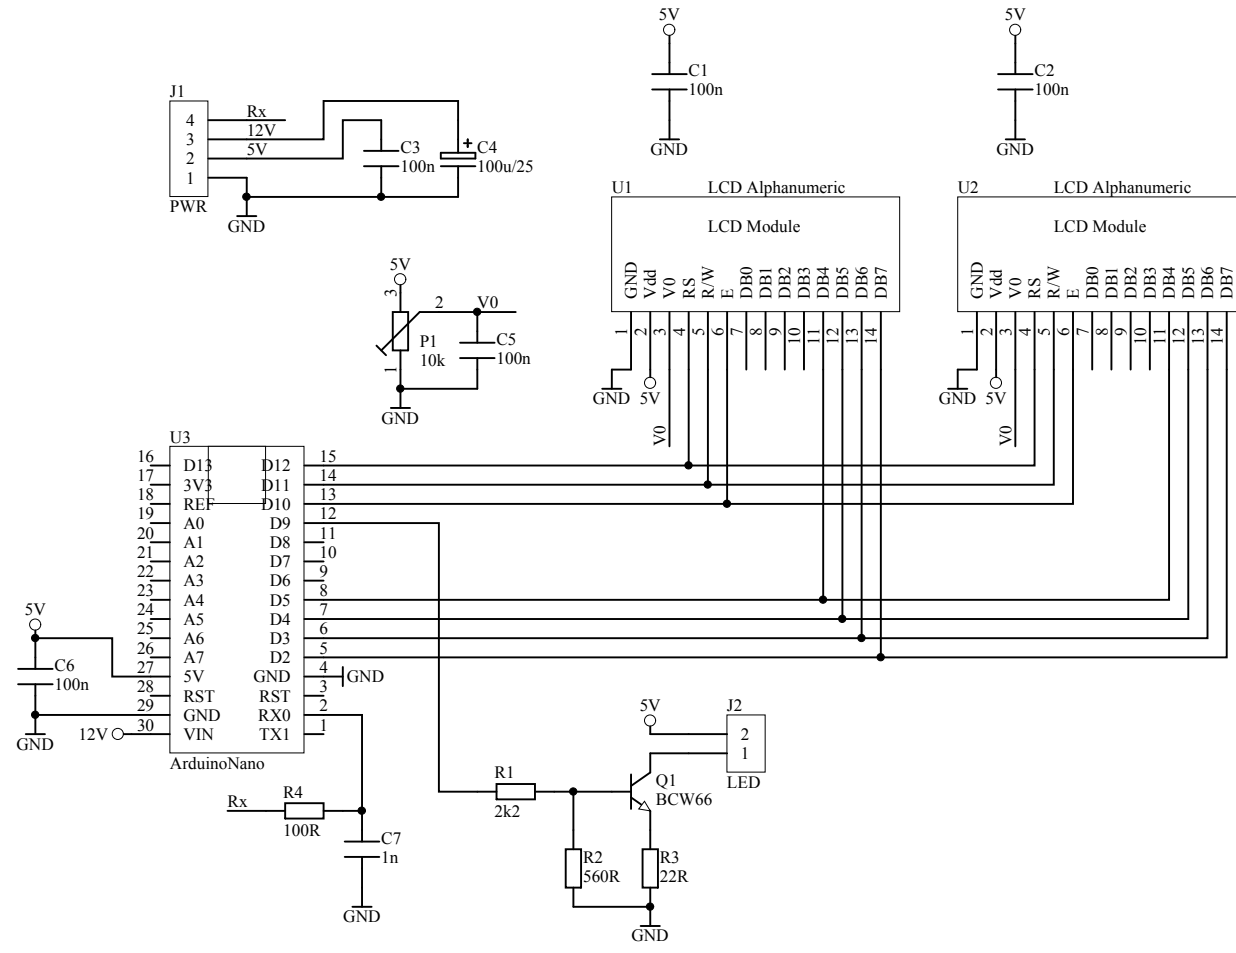 5V
C1
100n
GND
5V
C2
100n
GND
J1
4
3
2
1
Rx
12V
5V
PWR
GND
C3
100n
+
C4
100u/25
5V
3
2
V0
P1
10k
1
C5
100n
GND
U1
LCD Alphanumeric
LCD Module
GND
Vdd
V0
RS
R/W
E
DB0
DB1
DB2
DB3
DB4
DB5
DB6
DB7
1
2
3
4
5
6
7
8
9
10
11
12
13
14
GND
5V
V0
U2
LCD Alphanumeric
LCD Module
GND
Vdd
V0
RS
R/W
E
DB0
DB1
DB2
DB3
DB4
DB5
DB6
DB7
1
2
3
4
5
6
7
8
9
10
11
12
13
14
GND
5V
V0
U3
16 D13 D12 15
17 3V3 D11 14
18 REF D10 13
19 A0 D9 12
20 A1 D8 11
21 A2 D7 10
22 A3 D6 9
23 A4 D5 8
24 A5 D4 7
25 A6 D3 6
26 A7 D2 5
27 5V GND 4 GND
28 RST RST 3
29 GND RX0 2
30 VIN TX1 1
ArduinoNano
5V
C6
100n
GND
12V
Rx
R4
100R
C7
1n
GND
R1
2k2
R2
560R
5V
Q1
BCW66
R3
22R
GND
J2
2
1
LED